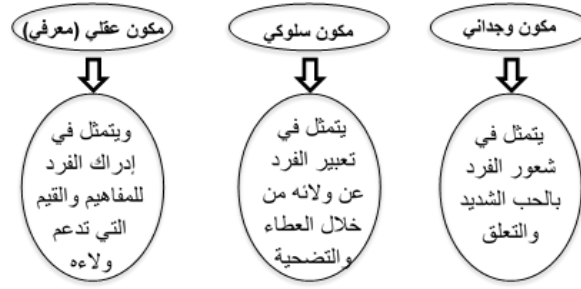 مكون وجداني
مكون سلوكي
مكون عقلي (معرفي)
يتمثل في
شعور الفرد
بالحب الشديد
والتعلق
يتمثل في
تعبير الفرد
عن ولائه من
خلال العطاء
والتضحية
ويتمثل في
إدراك الفرد
للمفاهيم والقيم
التي تدعم
ولاءه